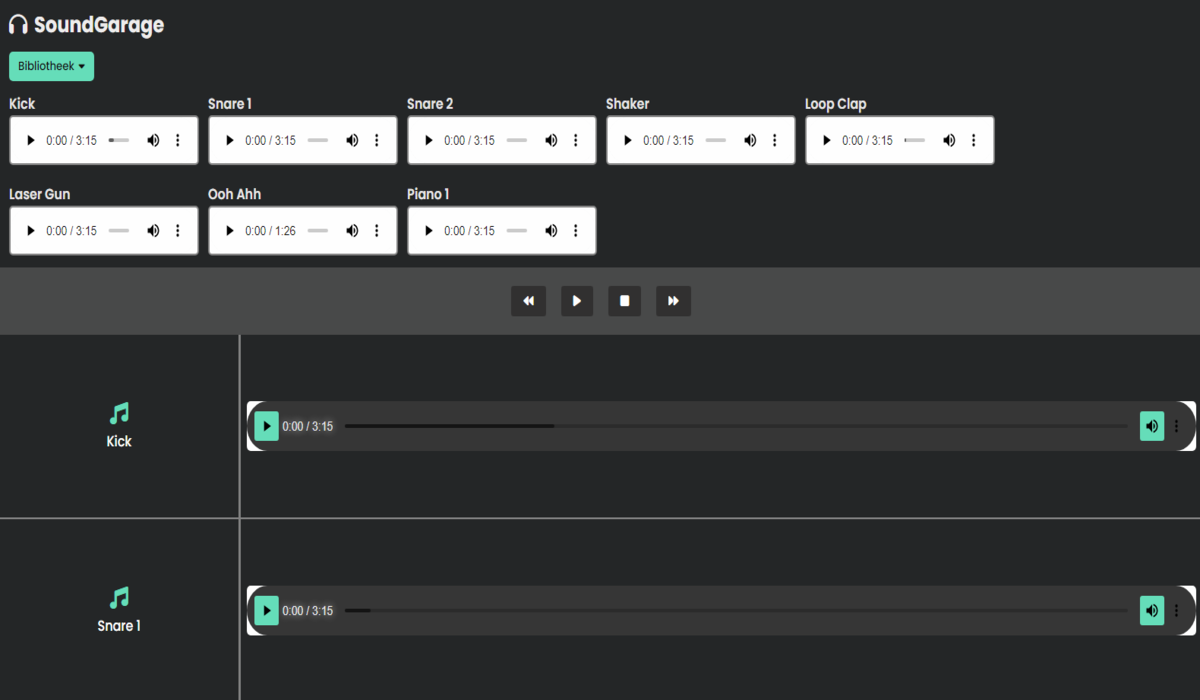 SoundGarage
Bibliotheek
Kick
Snare 1
Snare 2
Shaker
Loop Clap
0:00 / 3:15
0:00 / 3:15
0:00 / 3:15
0:00 / 3:15
0:00 / 3:15
Laser Gun
Ooh Ahh
Piano 1
0:00 / 3:15
0:00 / 1:26
0:00 / 3:15
Kick
0:00 / 3:15
Snare 1
0:00 / 3:15